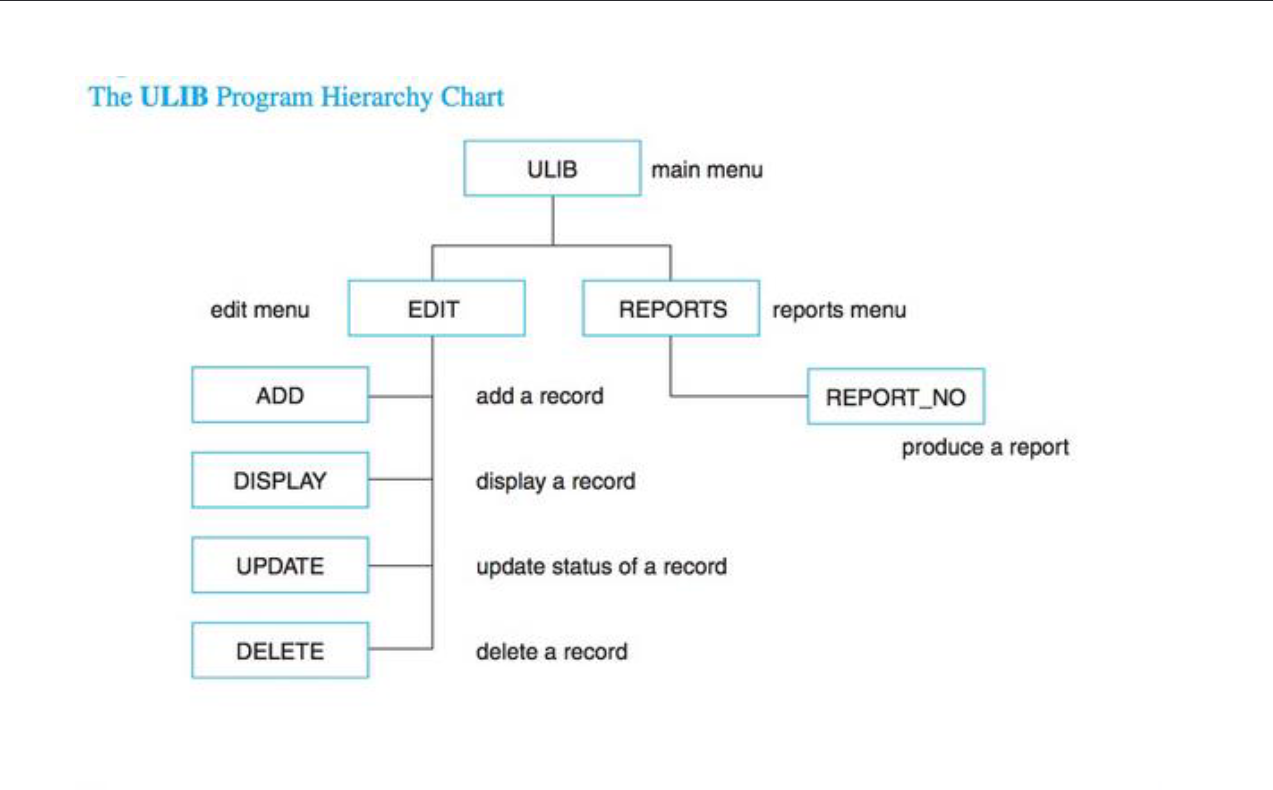 The ULIB Program Hierarchy Chart
ULIB main menu
edit menu EDIT REPORTS reports menu
ADD add a record REPORT_NO
produce a report
DISPLAY display a record
UPDATE update status of a record
DELETE delete a record